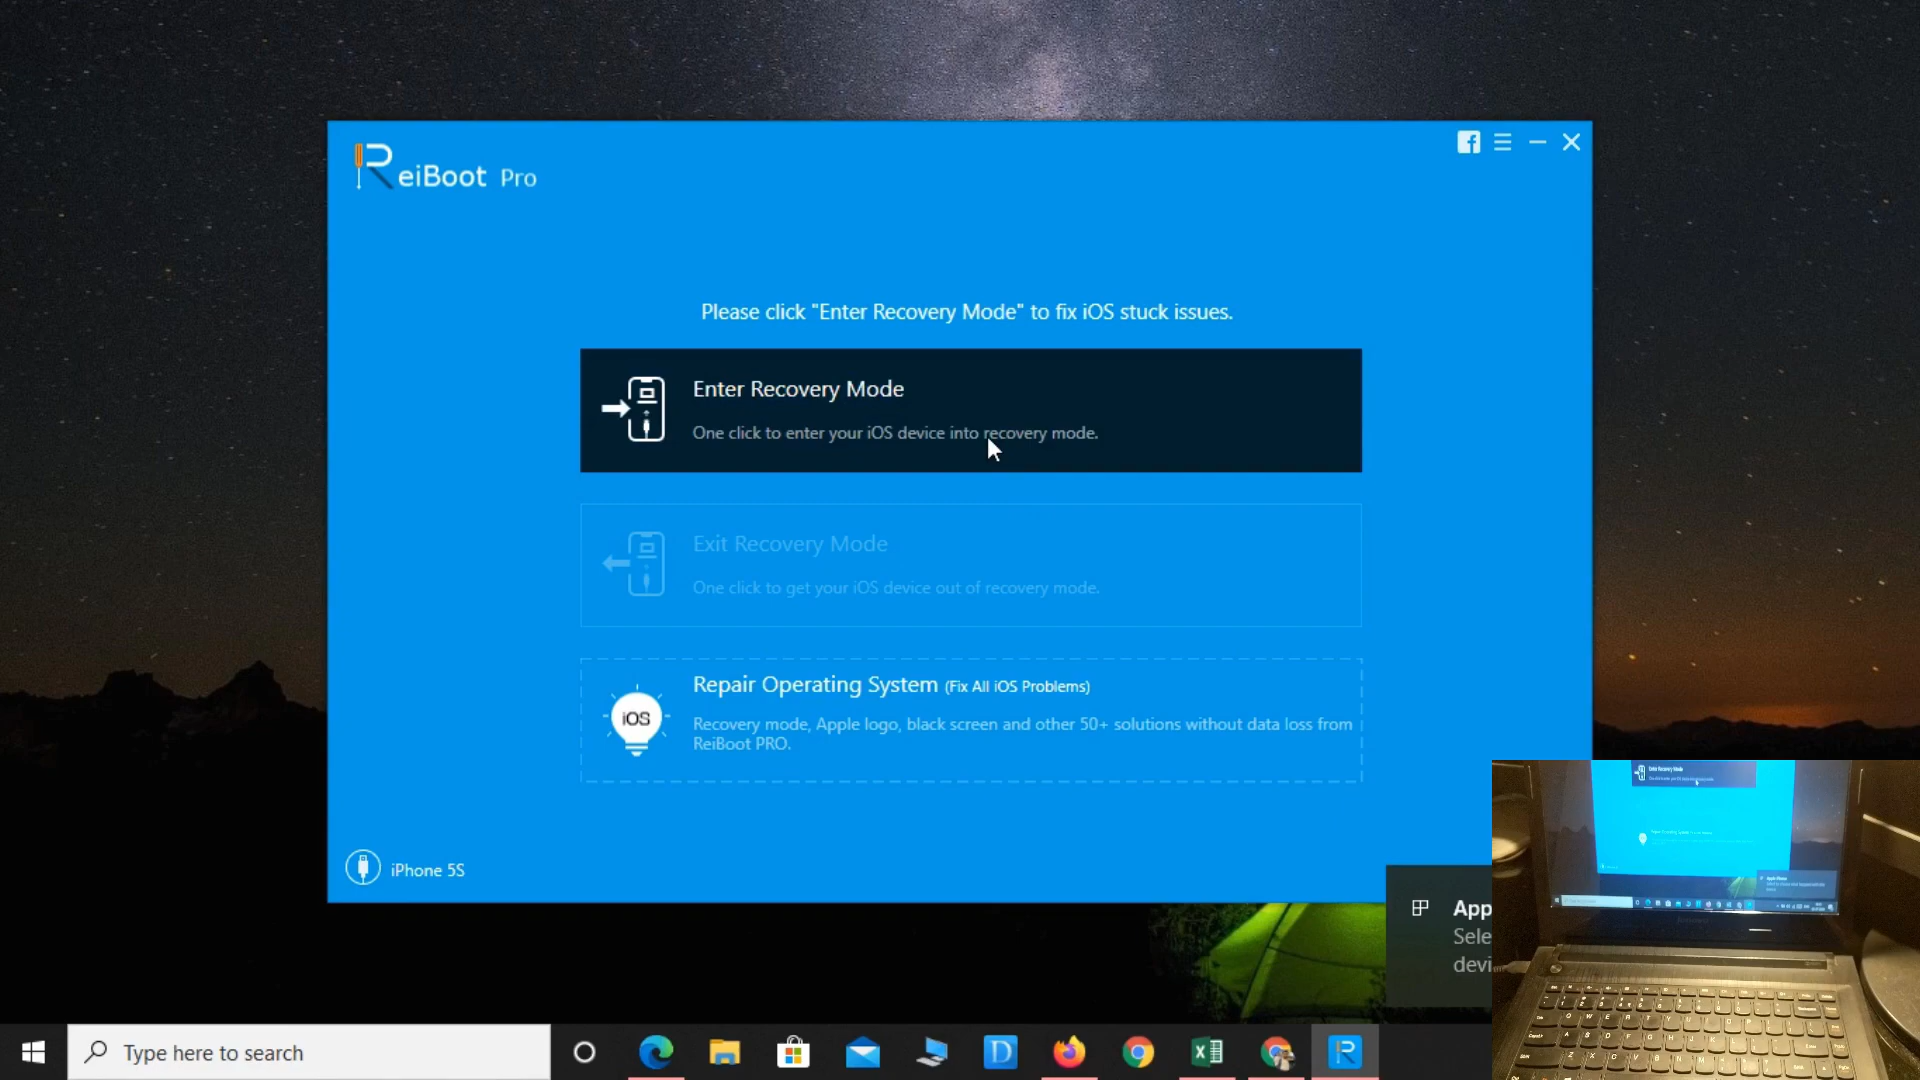 ReiBoot Pro
Please click "Enter Recovery Mode" to fix iOS stuck issues.
Enter Recovery Mode
One click to enter your iOS device into recovery mode.
Exit Recovery Mode
One click to get your iOS device out of recovery mode.
Repair Operating System (Fix All iOS Problems)
Recovery mode, Apple logo, black screen and other 50+ solutions without data loss from
ReiBoot PRO.
iOS
iPhone 5S
App
Sele
devi
Type here to search